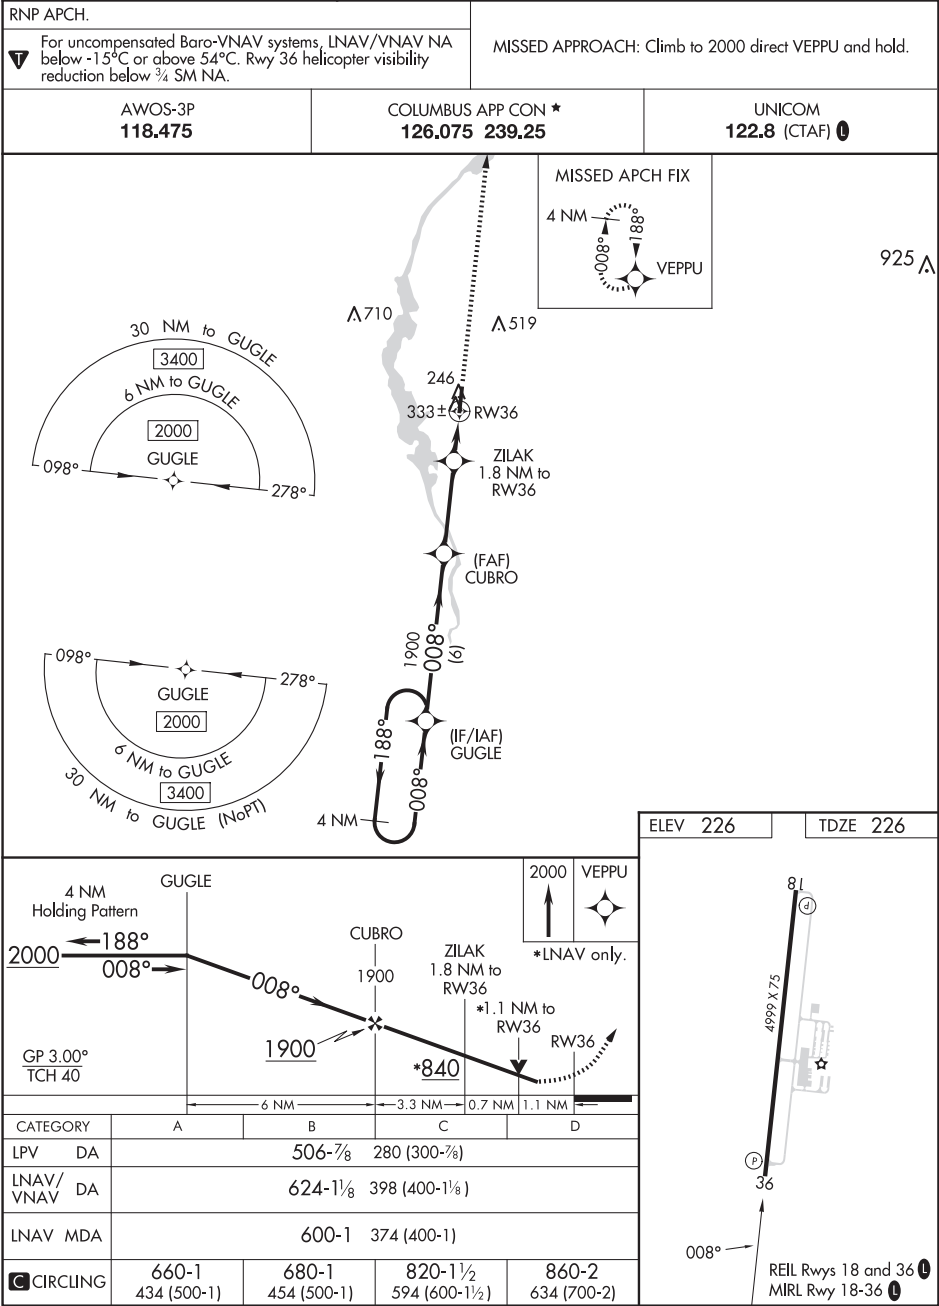 RNP APCH.
T
For uncompensated Baro-VNAV systems, LNAV/VNAV NA
below -15°C or above 54°C. Rwy 36 helicopter visibility
reduction below ¾ SM NA.
MISSED APPROACH: Climb to 2000 direct VEPPU and hold.
AWOS-3P
118.475
COLUMBUS APP CON ★
126.075 239.25
UNICOM
122.8 (CTAF) L
MISSED APCH FIX
4 NM
188°
008°
VEPPU
925
710
519
30 NM to GUGLE
3400
6 NM to GUGLE
2000
GUGLE
098°
278°
246
333±
RW36
ZILAK
1.8 NM to
RW36
(FAF)
CUBRO
1900
008°
(6)
098°
278°
GUGLE
2000
6 NM to GUGLE
3400
30 NM to GUGLE (NoPT)
(IF/IAF)
GUGLE
188°
008°
4 NM
ELEV 226
TDZE 226
18
P
4999 X 75
P
36
008°
REIL Rwys 18 and 36 L
MIRL Rwy 18-36 L
4 NM
Holding Pattern
GUGLE
2000
188°
008°
008°
CUBRO
1900
1900
ZILAK
1.8 NM to
RW36
*1.1 NM to
RW36
RW36
*840
2000
VEPPU
*LNAV only.
GP 3.00°
TCH 40
6 NM
3.3 NM
0.7 NM
1.1 NM
CATEGORY A B C D
LPV DA 506-⅞ 280 (300-⅞)
LNAV/
VNAV DA 624-1⅛ 398 (400-1⅛)
LNAV MDA 600-1 374 (400-1)
C CIRCLING
660-1
434 (500-1)
680-1
454 (500-1)
820-1½
594 (600-1½)
860-2
634 (700-2)